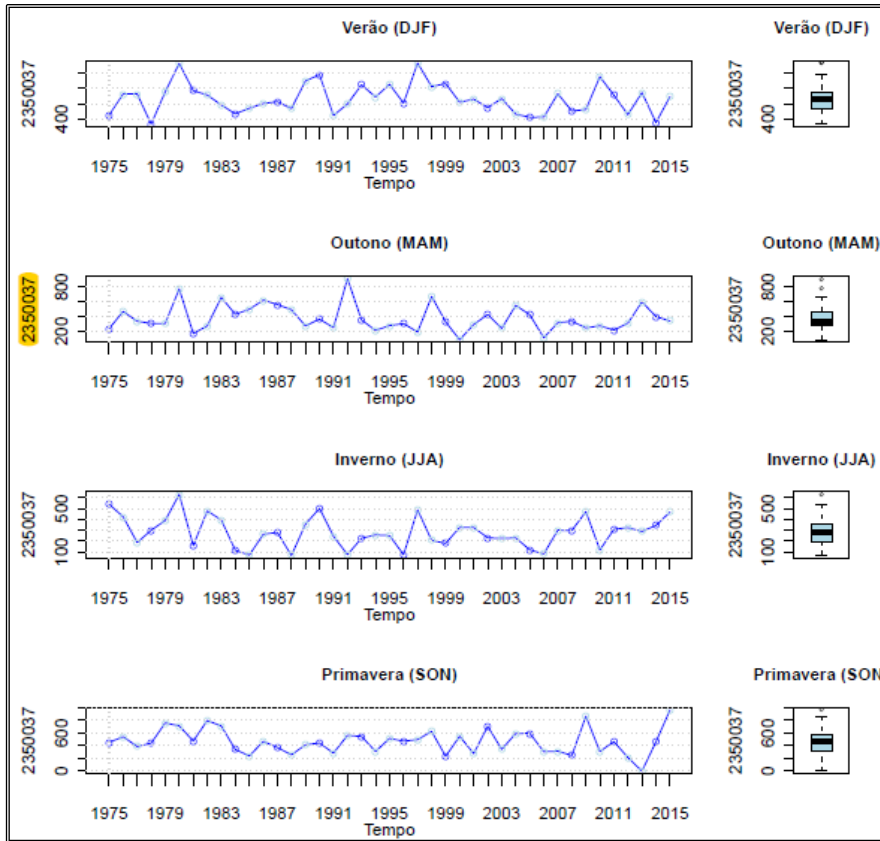 Verão (DJF)
Verão (DJF)
2350037
400
2350037
400
1975 1979 1983 1987 1991 1995 1999 2003 2007 2011 2015
Tempo
Outono (MAM)
Outono (MAM)
2350037
200 800
2350037
200 800
1975 1979 1983 1987 1991 1995 1999 2003 2007 2011 2015
Tempo
Inverno (JJA)
Inverno (JJA)
2350037
100 500
2350037
100 500
1975 1979 1983 1987 1991 1995 1999 2003 2007 2011 2015
Tempo
Primavera (SON)
Primavera (SON
2350037
0 600
2350037
0 600
1975 1979 1983 1987 1991 1995 1999 2003 2007 2011 2015
Tempo